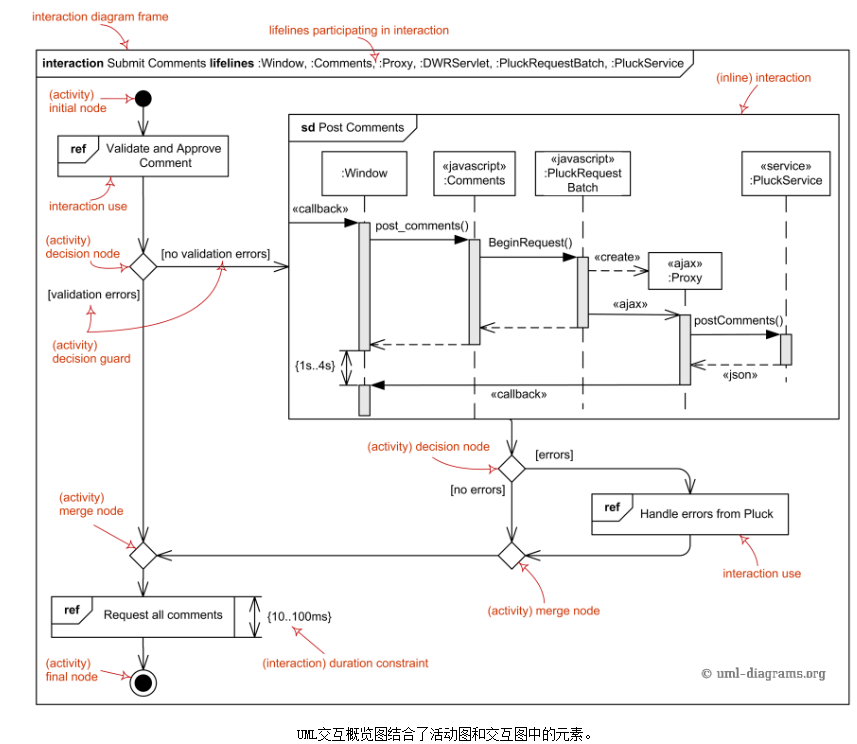 interaction diagram frame
lifelines participating in interaction
interaction Submit Comments lifelines :Window, :Comments, :Proxy, :DWRServlet, :PluckRequestBatch, :PluckService
(inline) interaction
(activity)
initial node
sd Post Comments
ref
Validate and Approve
Comment
:Window
«javascript»
:Comments
«javascript»
:PluckRequest
Batch
«service»
:PluckService
interaction use
«callback»
post_comments()
BeginRequest()
(activity)
decision node
[no validation errors]
«create»
«ajax»
:Proxy
[validation errors]
«ajax»
postComments()
(activity)
decision guard
{1s..4s}
«json»
«callback»
(activity) decision node
[errors]
[no errors]
(activity)
merge node
ref
Handle errors from Pluck
interaction use
ref
Request all comments
{10..100ms}
(activity) merge node
(activity)
final node
(interaction) duration constraint
© uml-diagrams.org
UML交互概览图结合了活动图和交互图中的元素。